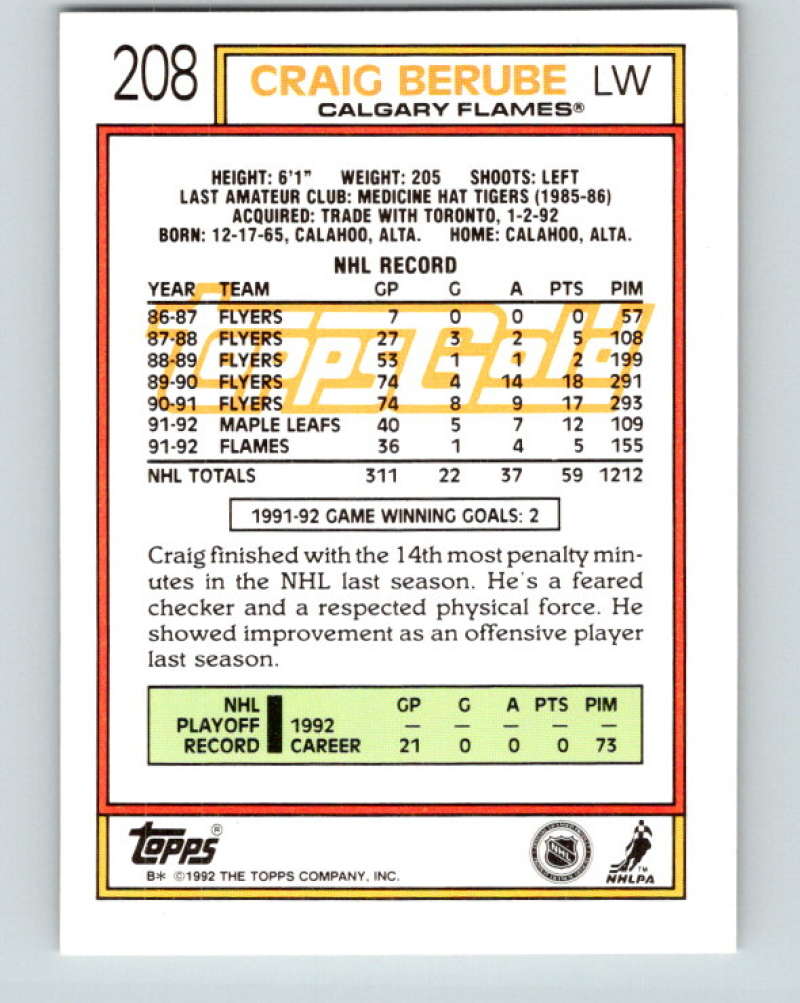 208 CRAIG BERUBE LW
CALGARY FLAMES®
HEIGHT: 6'1" WEIGHT: 205 SHOOTS: LEFT
LAST AMATEUR CLUB: MEDICINE HAT TIGERS (1985-86)
ACQUIRED: TRADE WITH TORONTO, 1-2-92
BORN: 12-17-65, CALAHOO, ALTA. HOME: CALAHOO, ALTA.
NHL RECORD
YEAR TEAM GP G A PTS PIM
86-87 FLYERS 7 0 0 0 57
87-88 FLYERS 27 3 2 5 108
88-89 FLYERS 53 1 1 2 199
89-90 FLYERS 74 4 14 18 291
90-91 FLYERS 74 8 9 17 293
91-92 MAPLE LEAFS 40 5 7 12 109
91-92 FLAMES 36 1 4 5 155
NHL TOTALS 311 22 37 59 1212
Topps Gold
1991-92 GAME WINNING GOALS: 2
Craig finished with the 14th most penalty min-
utes in the NHL last season. He's a feared
checker and a respected physical force. He
showed improvement as an offensive player
last season.
NHL GP G A PTS PIM
PLAYOFF 1992 — — — — —
RECORD CAREER 21 0 0 0 73
TOPPS®
B* ©1992 THE TOPPS COMPANY, INC.
NHL
NHLPA™